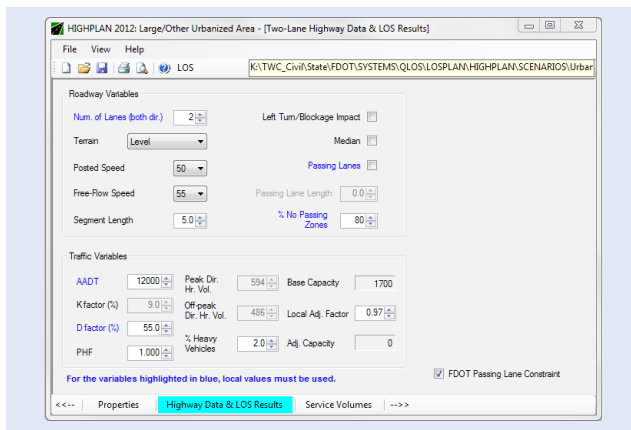 HIGHPLAN 2012: Large/Other Urbanized Area - [Two-Lane Highway Data & LOS Results]
File View Help
LOS K:\TWC_Civil\State\FDOT\SYSTEMS\QLOS\LOSPLAN\HIGHPLAN\SCENARIOS\Urban
Roadway Variables
Num. of Lanes (both dir.) 2 Left Turn/Blockage Impact
Terrain Level Median
Posted Speed 50 Passing Lanes
Free-Flow Speed 55 Passing Lane Length 0.0
Segment Length 5.0 % No Passing Zones 80
Traffic Variables
AADT 12000 Peak Dir. Hr. Vol. 594 Base Capacity 1700
K factor (%) 9.0 Off-peak Dir. Hr. Vol. 486 Local Adj. Factor 0.97
D factor (%) 55.0 % Heavy Vehicles 2.0 Adj. Capacity 0
PHF 1.000
FDOT Passing Lane Constraint
For the variables highlighted in blue, local values must be used.
<<-- Properties Highway Data & LOS Results Service Volumes -->>